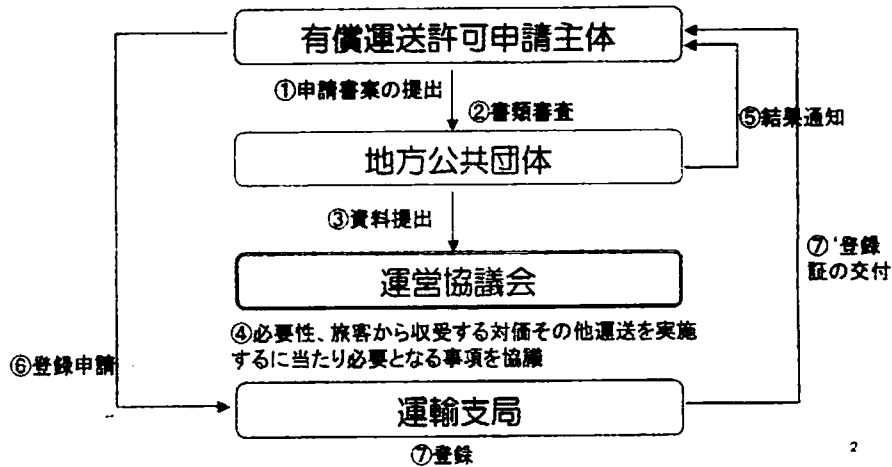 有償運送許可申請主体
①申請書案の提出
②書類審査
⑤結果通知
地方公共団体
③資料提出
⑦'登録
証の交付
運営協議会
④必要性、旅客から収受する対価その他運送を実施
するに当たり必要となる事項を協議
⑥登録申請
運輸支局
⑦登録
2